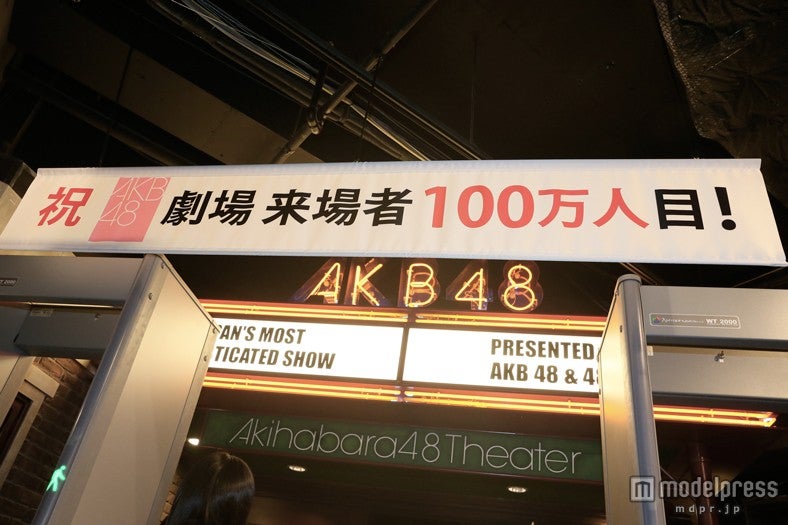 祝 AKB48 劇場 来場者 100万人目!
AKB48
AN'S MOST
TICATED SHOW
PRESENTED
AKB 48 & 4
WT 2000
Akihabara48Theater
modelpress
mdpr.jp